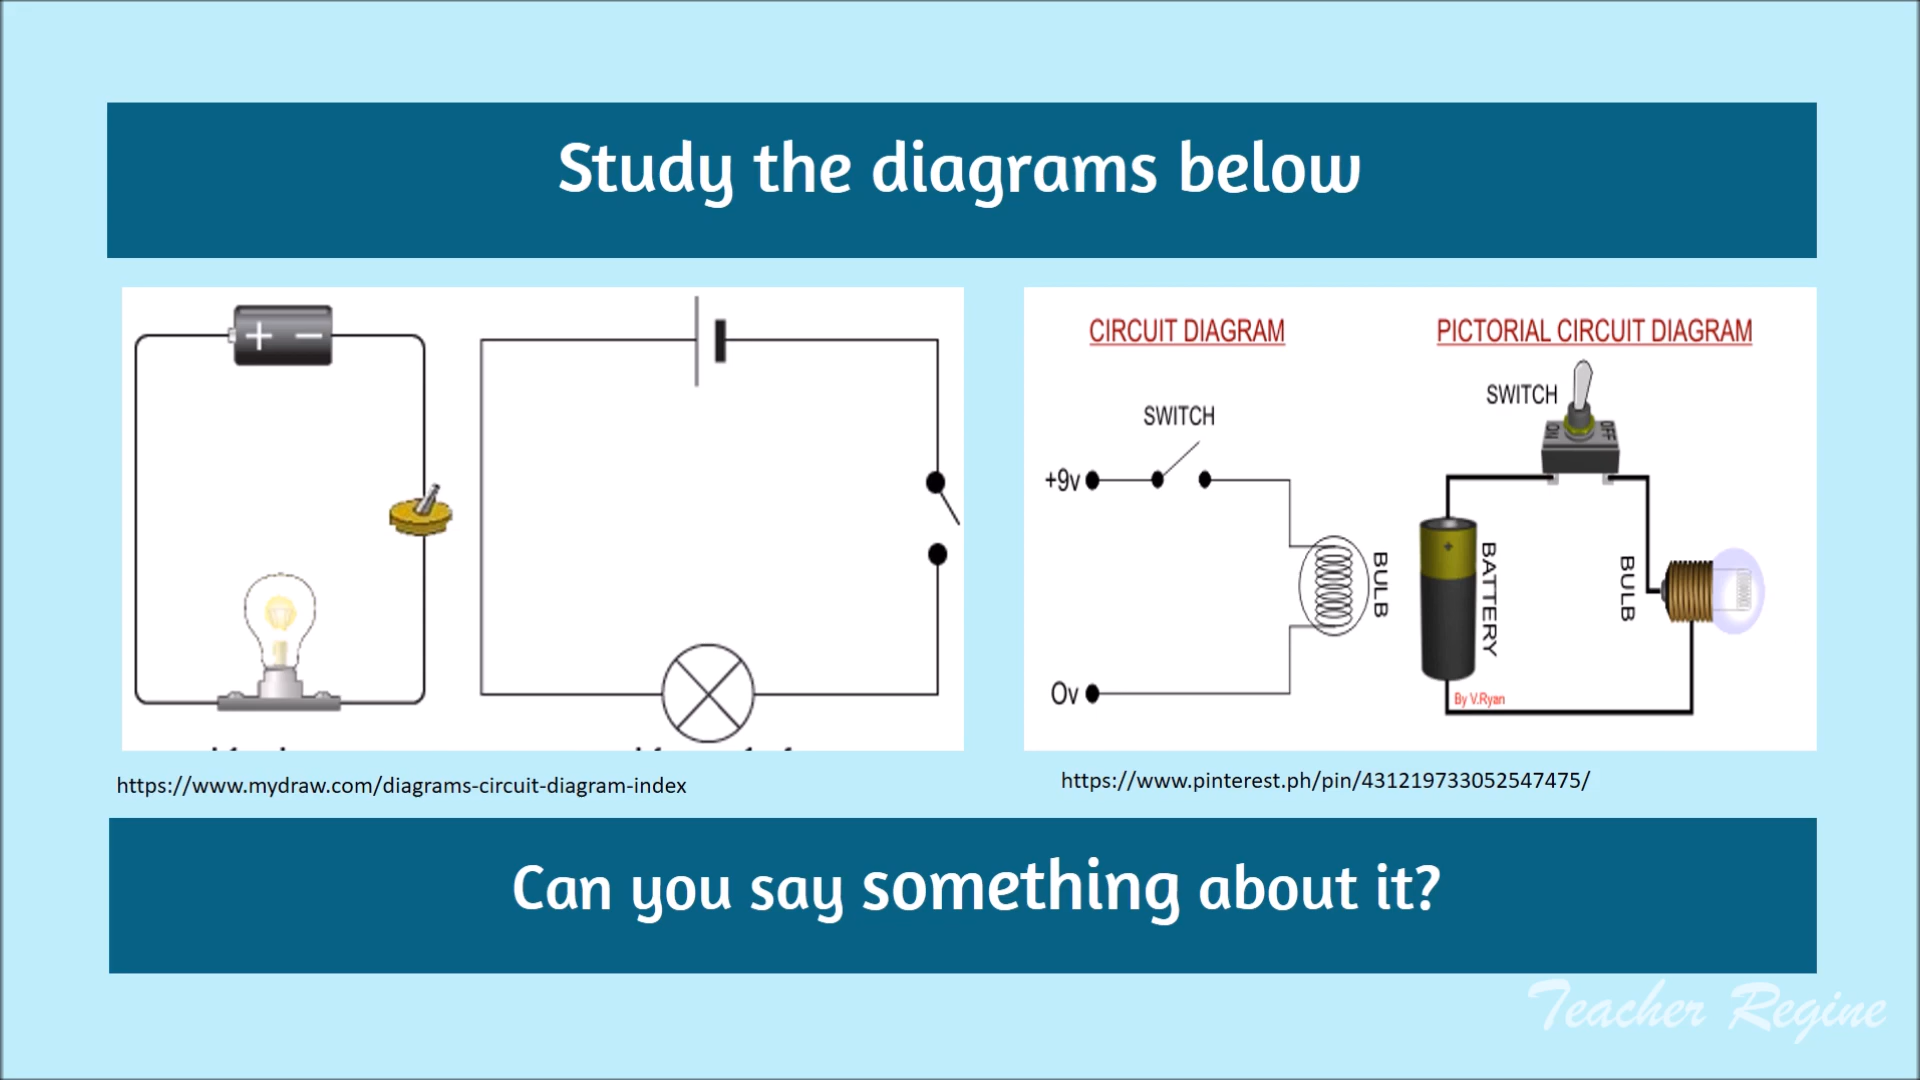 Study the diagrams below
+ −
CIRCUIT DIAGRAM
SWITCH
+9v
BULB
0v
PICTORIAL CIRCUIT DIAGRAM
SWITCH
ON OFF
+
BATTERY
BULB
By V.Ryan
https://www.mydraw.com/diagrams-circuit-diagram-index
https://www.pinterest.ph/pin/431219733052547475/
Can you say something about it?
Teacher Regine